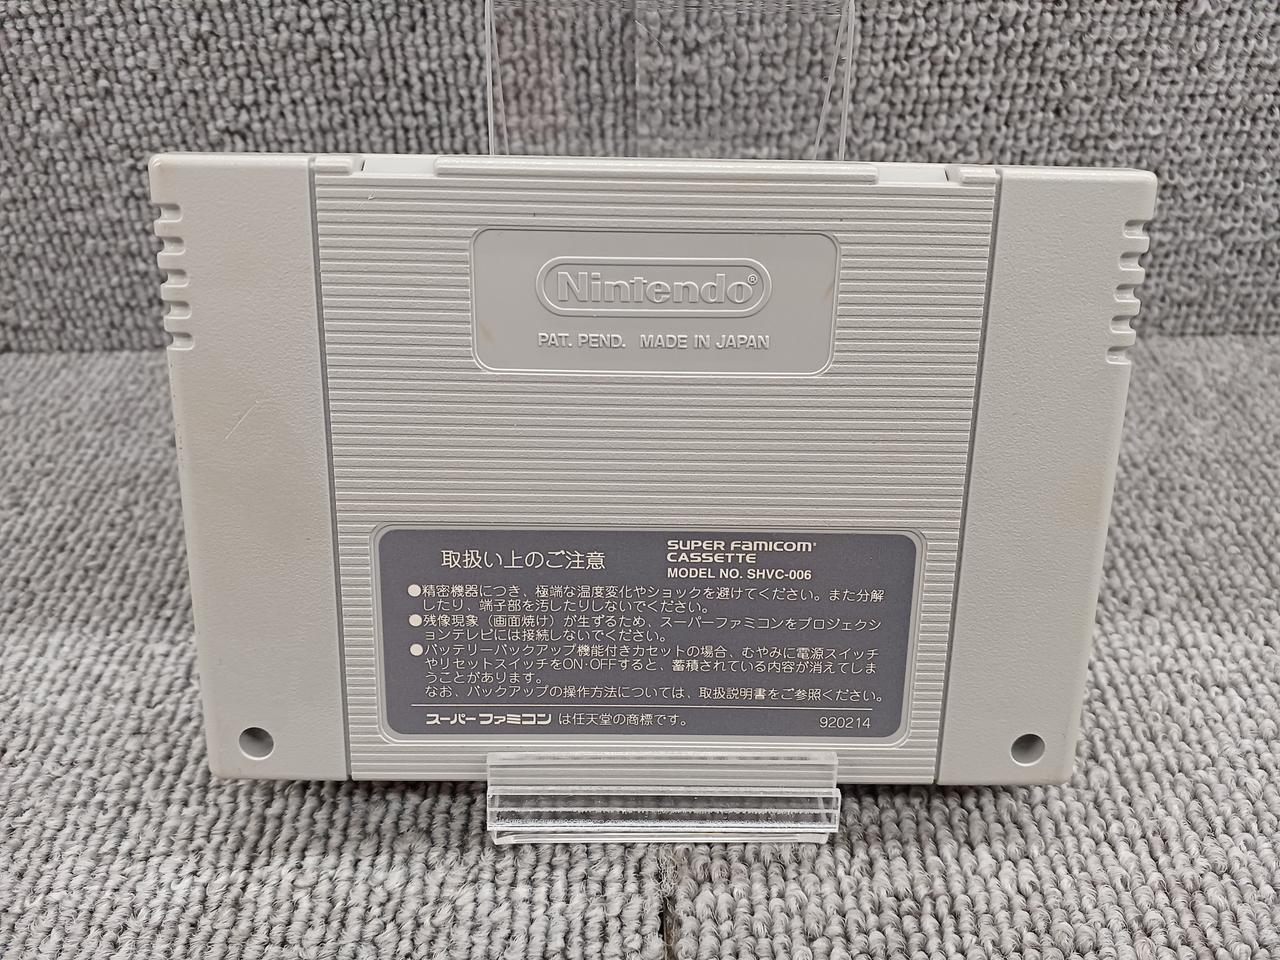 Nintendo®
PAT. PEND. MADE IN JAPAN
取扱い上のご注意
SUPER FAMICOM
CASSETTE
MODEL NO. SHVC-006
●精密機器につき、極端な温度変化やショックを避けてください。また分解
したり、端子部を汚したりしないでください。
●残像現象（画面焼け）が生ずるため、スーパーファミコンをプロジェクシ
ョンテレビには接続しないでください。
●バッテリーバックアップ機能付きカセットの場合、むやみに電源スイッチ
やリセットスイッチをON·OFFすると、蓄積されている内容が消えてしま
うことがあります。
なお、バックアップの操作方法については、取扱説明書をご参照ください。
スーパーファミコン は任天堂の商標です。
920214